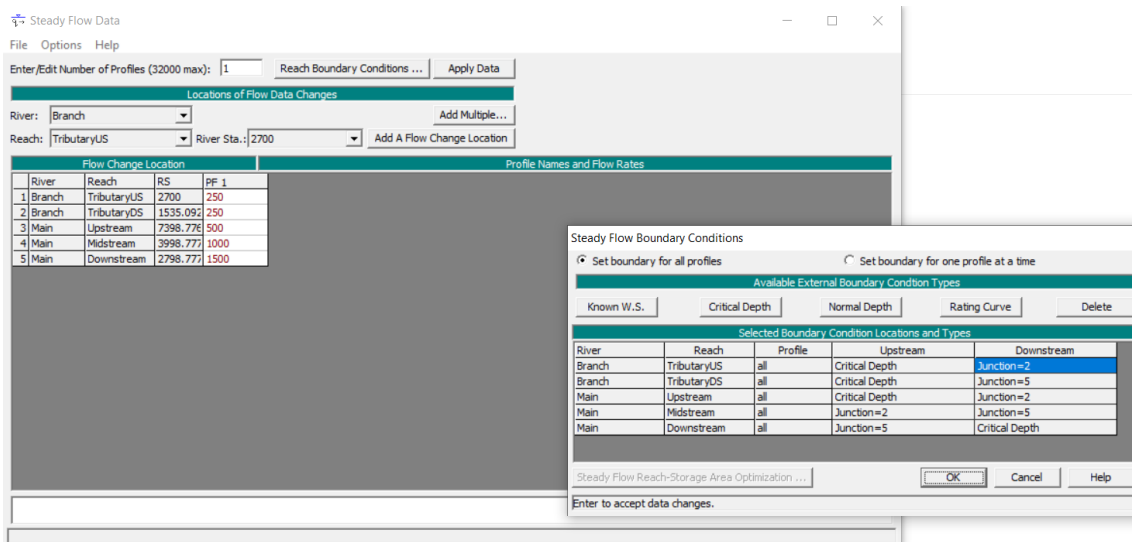 Steady Flow Data
File Options Help
Enter/Edit Number of Profiles (32000 max): 1 Reach Boundary Conditions ... Apply Data
Locations of Flow Data Changes
River: Branch Add Multiple...
Reach: TributaryUS River Sta.: 2700 Add A Flow Change Location
Flow Change Location Profile Names and Flow Rates
River Reach RS PF 1
1 Branch TributaryUS 2700 250
2 Branch TributaryDS 1535.092 250
3 Main Upstream 7398.776 500
4 Main Midstream 3998.777 1000
5 Main Downstream 2798.777 1500
Steady Flow Boundary Conditions
Set boundary for all profiles Set boundary for one profile at a time
Available External Boundary Condtion Types
Known W.S. Critical Depth Normal Depth Rating Curve Delete
Selected Boundary Condition Locations and Types
River Reach Profile Upstream Downstream
Branch TributaryUS all Critical Depth Junction=2
Branch TributaryDS all Critical Depth Junction=5
Main Upstream all Critical Depth Junction=2
Main Midstream all Junction=2 Junction=5
Main Downstream all Junction=5 Critical Depth
Steady Flow Reach-Storage Area Optimization ... OK Cancel Help
Enter to accept data changes.